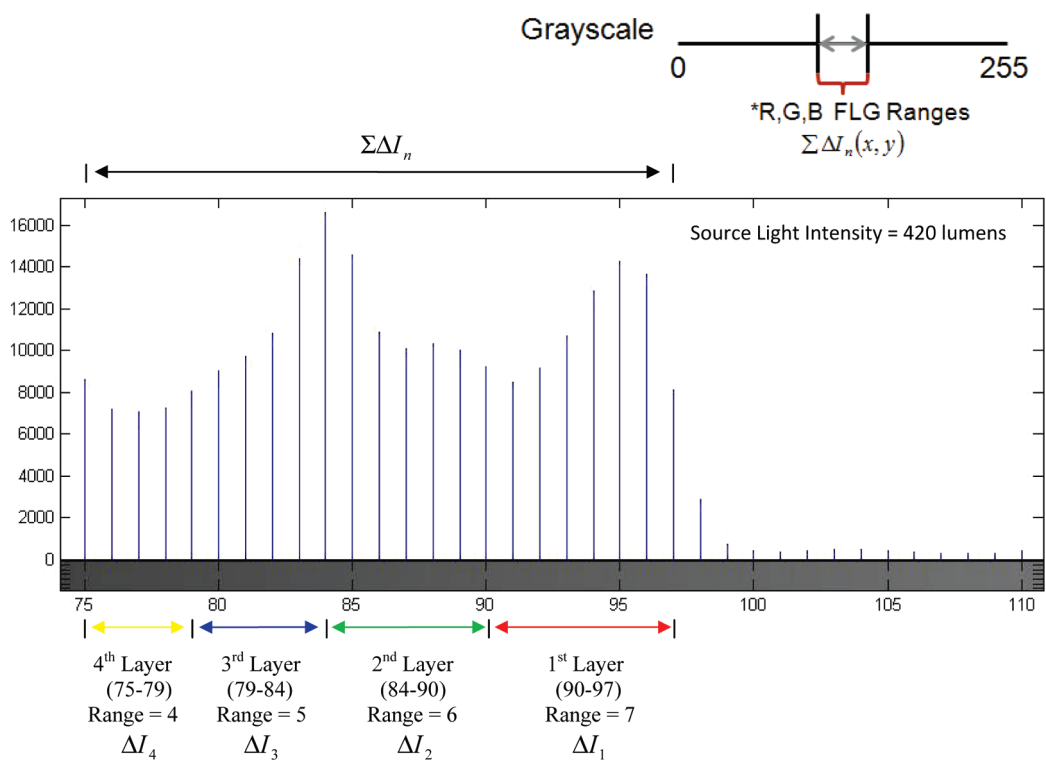 Grayscale
0 255
*R,G,B FLG Ranges
Σ ΔIₙ(x, y)
ΣΔIₙ
Source Light Intensity = 420 lumens
16000
14000
12000
10000
8000
6000
4000
2000
0
75 80 85 90 95 100 105 110
4th Layer
(75-79)
Range = 4
ΔI₄
3rd Layer
(79-84)
Range = 5
ΔI₃
2nd Layer
(84-90)
Range = 6
ΔI₂
1st Layer
(90-97)
Range = 7
ΔI₁